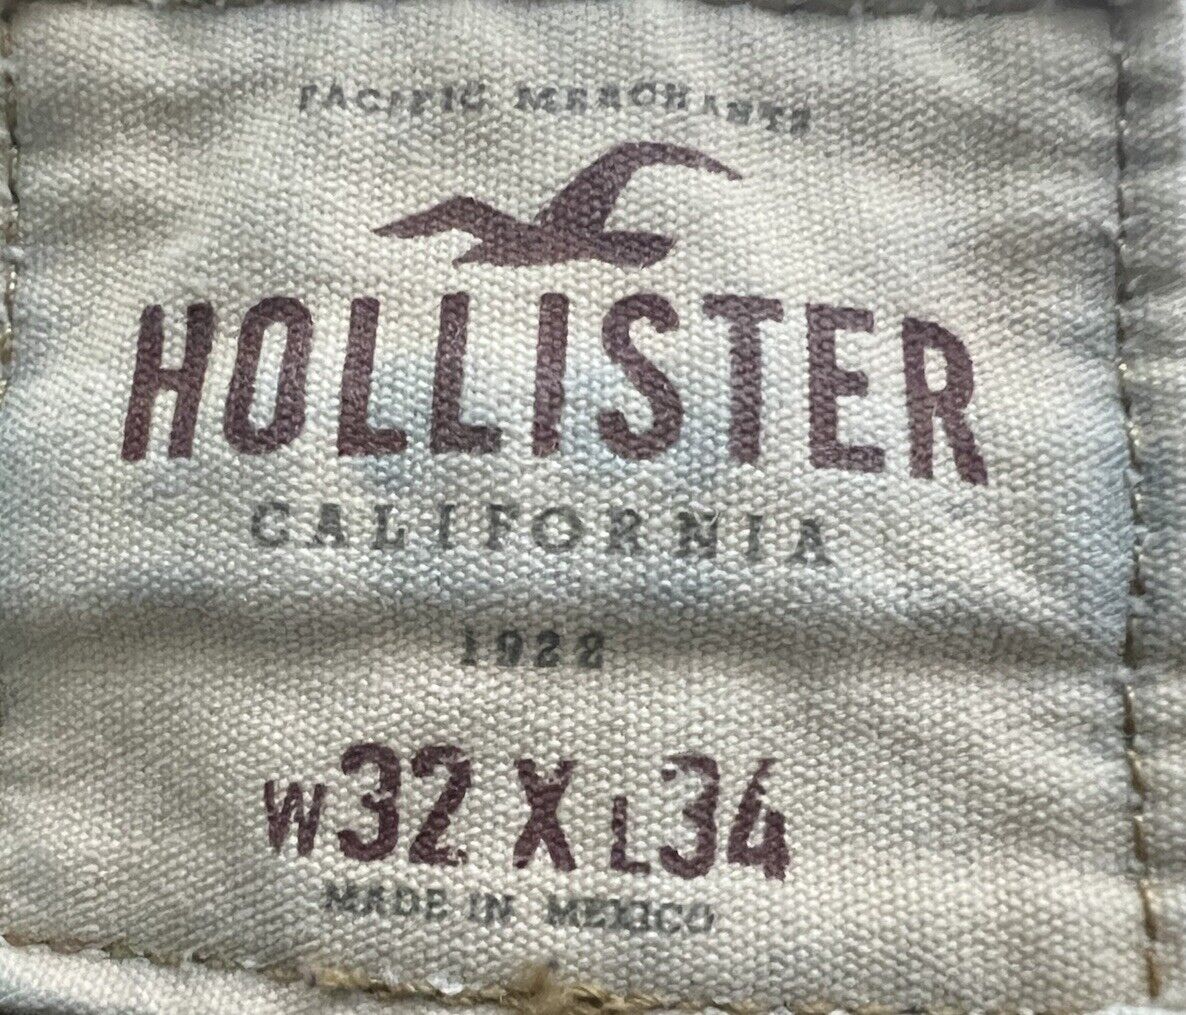 PACIFIC MERCHANTS
HOLLISTER
CALIFORNIA
1922
W32 X L34
MADE IN MEXICO